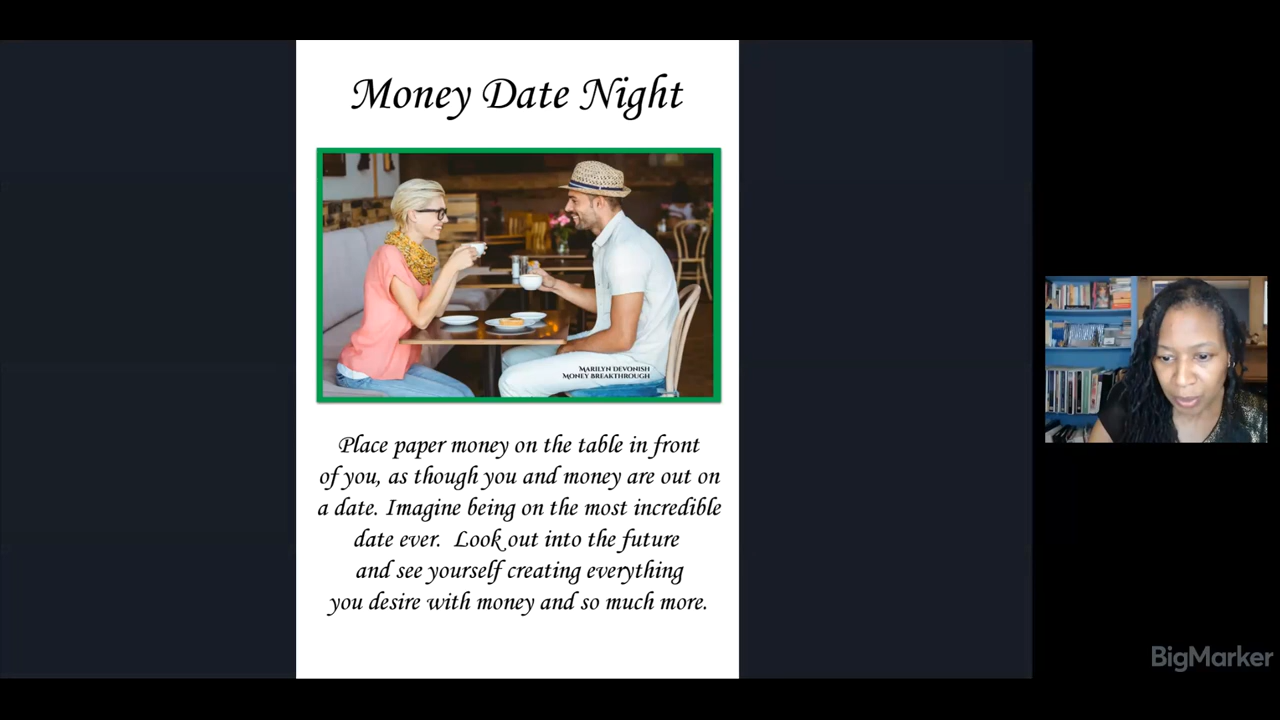 Money Date Night
MARILYN DEVONISH
MONEY BREAKTHROUGH
Place paper money on the table in front
of you, as though you and money are out on
a date. Imagine being on the most incredible
date ever. Look out into the future
and see yourself creating everything
you desire with money and so much more.
BigMarker